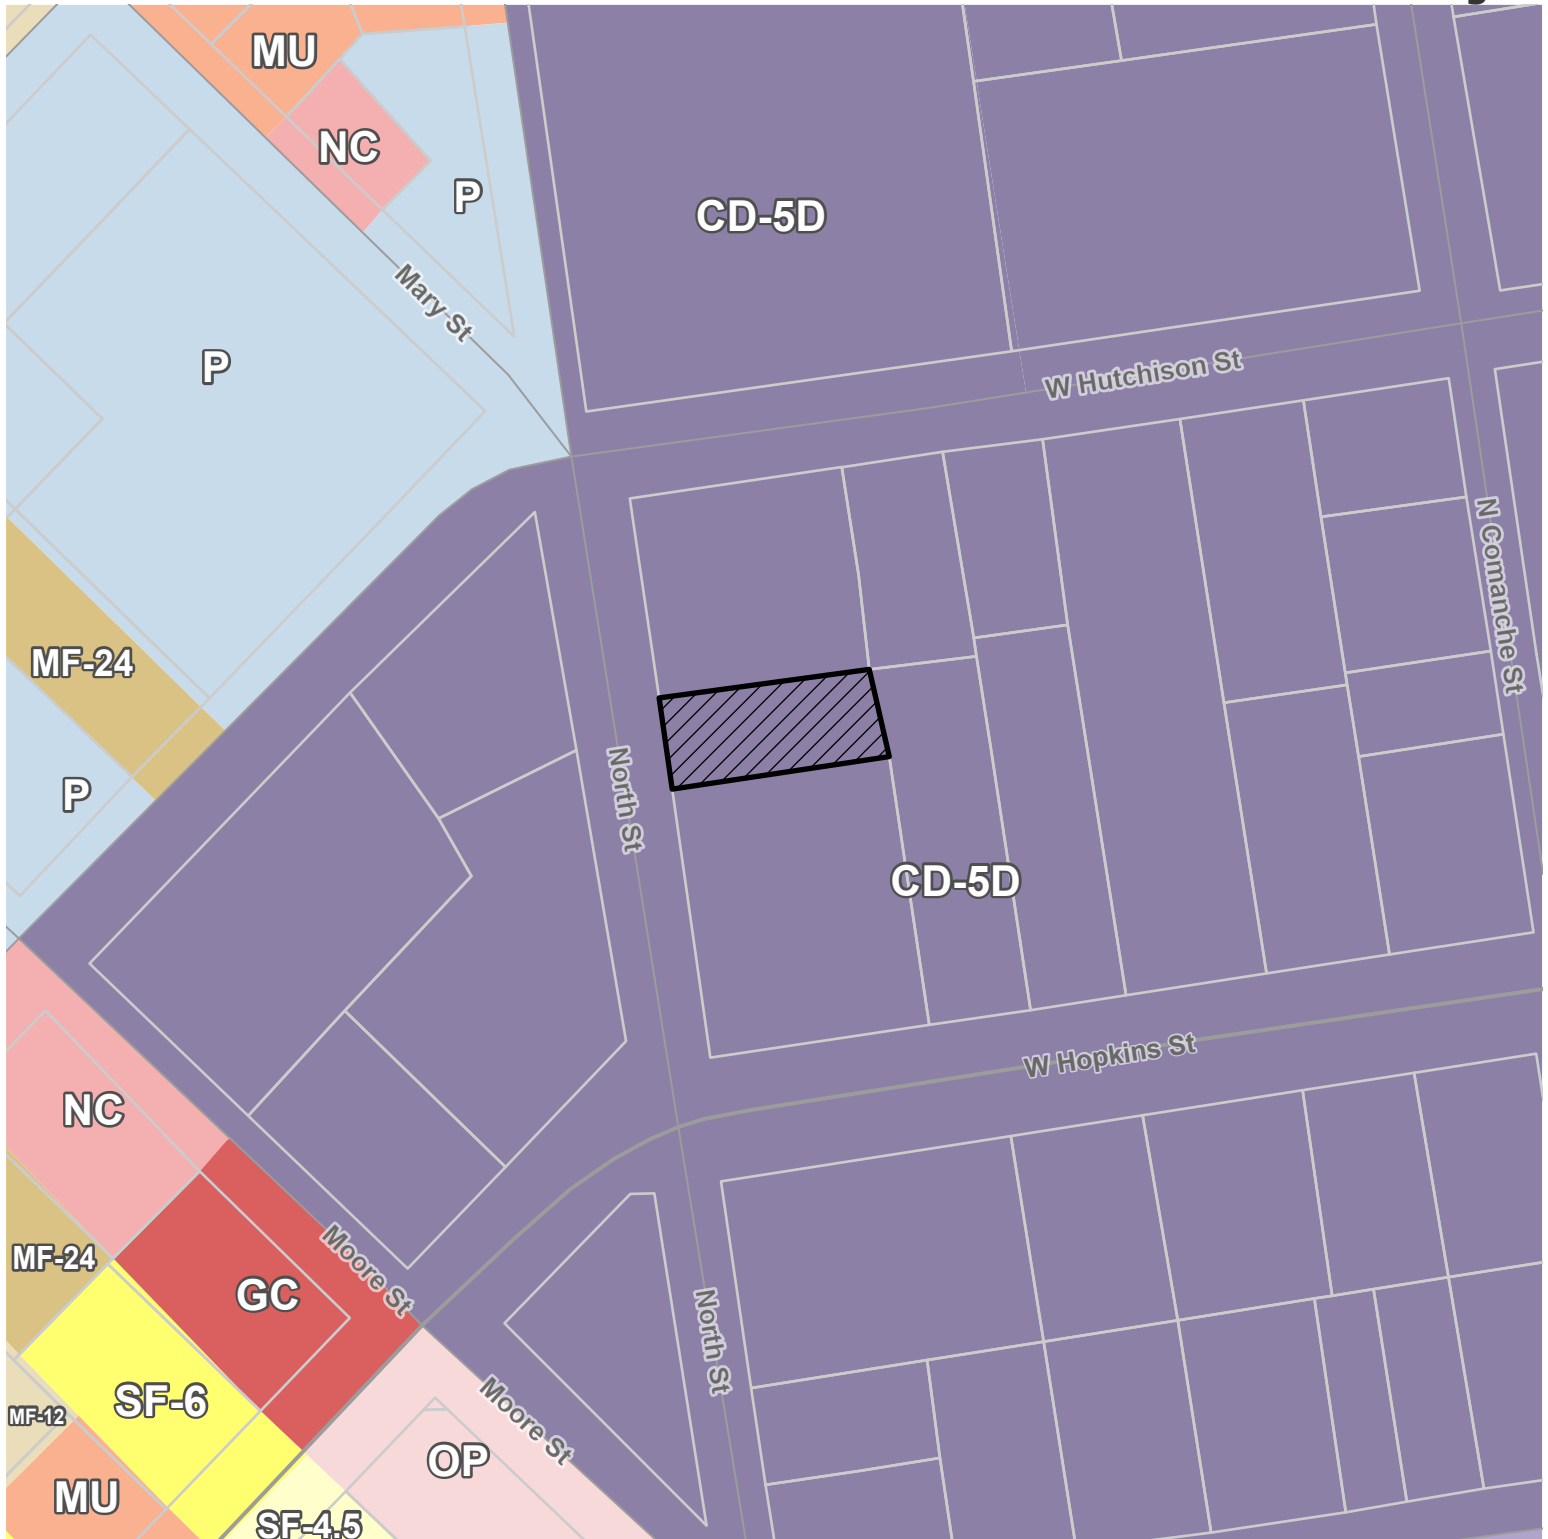 MU
NC
P
CD-5D
Mary St
P
W Hutchison St
N Comanche St
MF-24
P
North St
CD-5D
W Hopkins St
NC
MF-24
GC
Moore St
North St
SF-6
MF-12
Moore St
OP
MU
SF-4.5